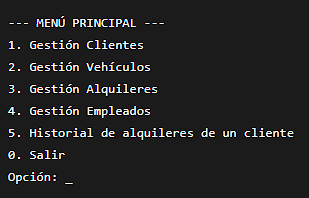 --- MENÚ PRINCIPAL ---
1. Gestión Clientes
2. Gestión Vehículos
3. Gestión Alquileres
4. Gestión Empleados
5. Historial de alquileres de un cliente
0. Salir
Opción: _